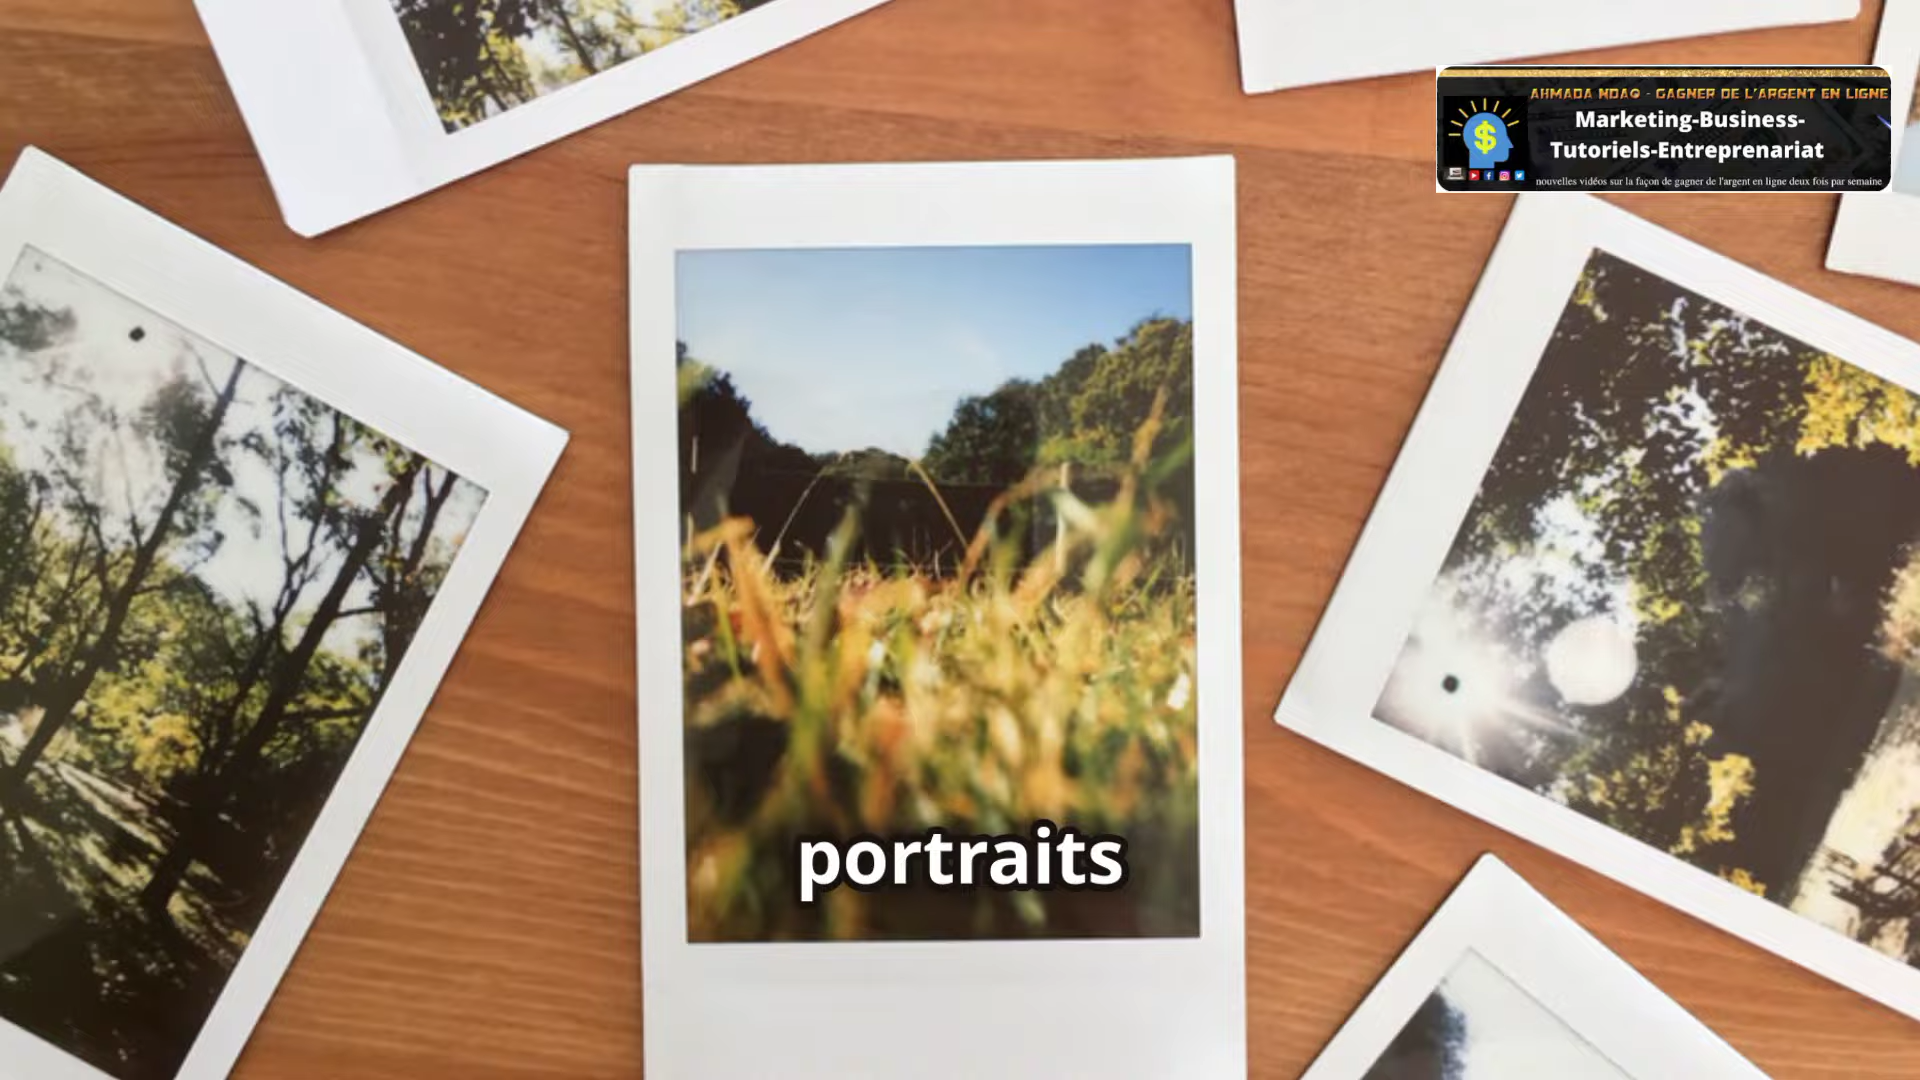 AHMADA NDAO - GAGNER DE L'ARGENT EN LIGNE
Marketing-Business-
Tutoriels-Entreprenariat
nouvelles vidéos sur la façon de gagner de l'argent en ligne deux fois par semaine
portraits